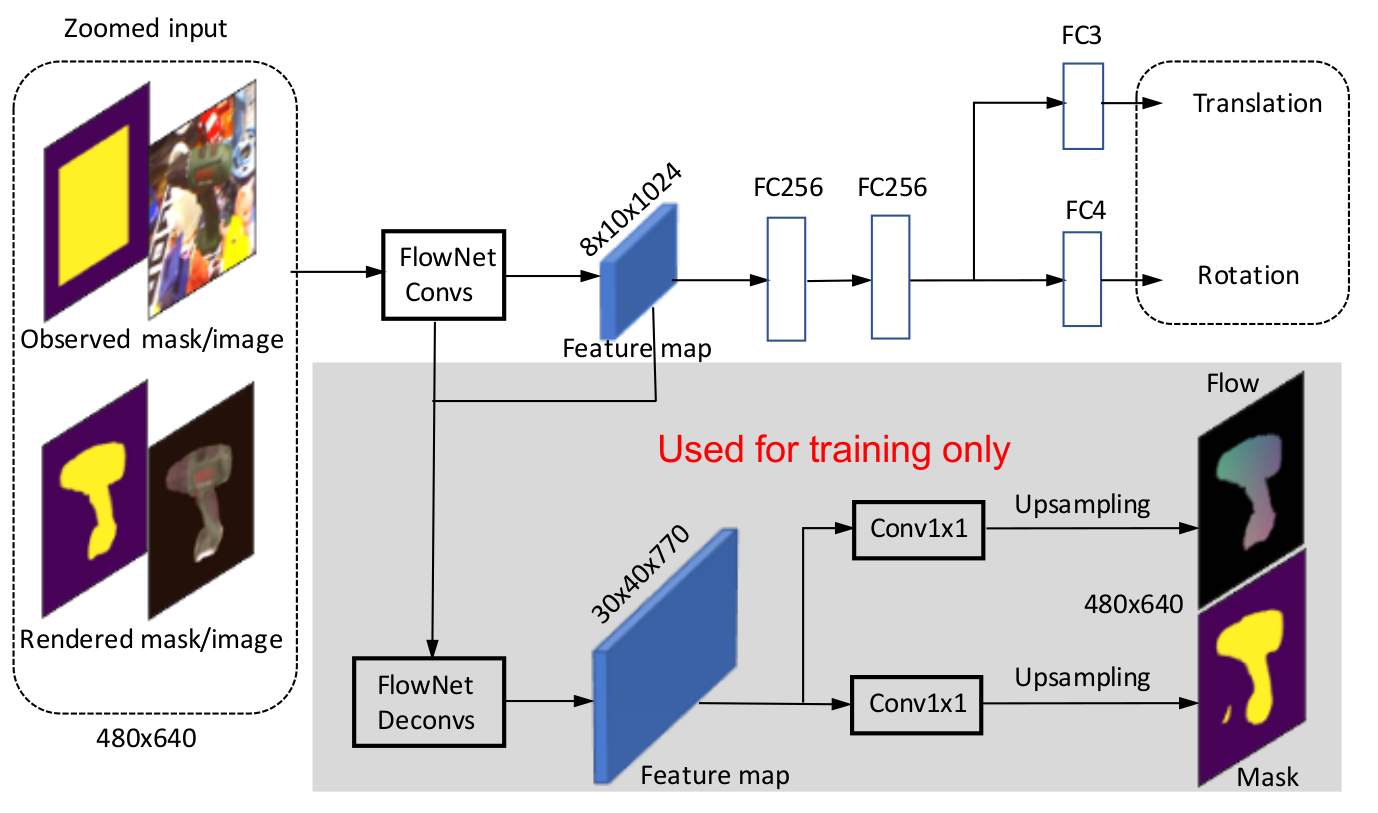 Zoomed input
Observed mask/image
Rendered mask/image
480x640
FlowNet
Convs
8x10x1024
Feature map
FC256
FC256
FC3
FC4
Translation
Rotation
Used for training only
FlowNet
Deconvs
30x40x770
Feature map
Conv1x1
Upsampling
Conv1x1
Upsampling
Flow
480x640
Mask